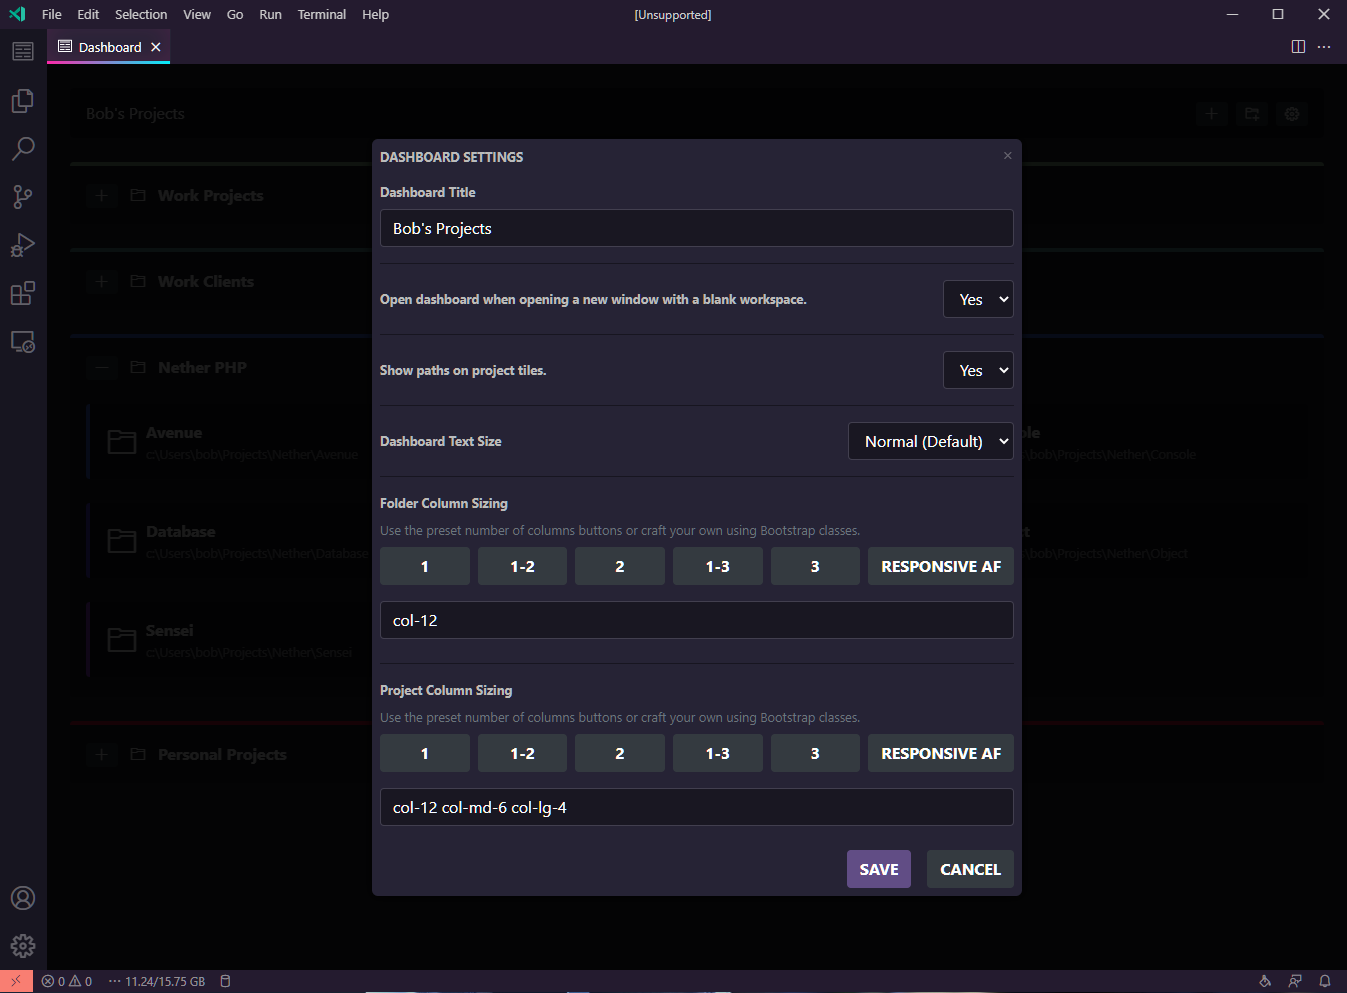 File Edit Selection View Go Run Terminal Help [Unsupported]
Dashboard
Bob's Projects
DASHBOARD SETTINGS
Dashboard Title
Bob's Projects
Open dashboard when opening a new window with a blank workspace. Yes
Show paths on project tiles. Yes
Dashboard Text Size Normal (Default)
Folder Column Sizing
Use the preset number of columns buttons or craft your own using Bootstrap classes.
1 1-2 2 1-3 3 RESPONSIVE AF
col-12
Project Column Sizing
Use the preset number of columns buttons or craft your own using Bootstrap classes.
1 1-2 2 1-3 3 RESPONSIVE AF
col-12 col-md-6 col-lg-4
SAVE CANCEL
Work Projects
Work Clients
Nether PHP
Avenue
c:\Users\bob\Projects\Nether\Avenue
\bob\Projects\Nether\Console
Database
c:\Users\bob\Projects\Nether\Database
\bob\Projects\Nether\Object
Sensei
c:\Users\bob\Projects\Nether\Sensei
Personal Projects
0 0 11.24/15.75 GB